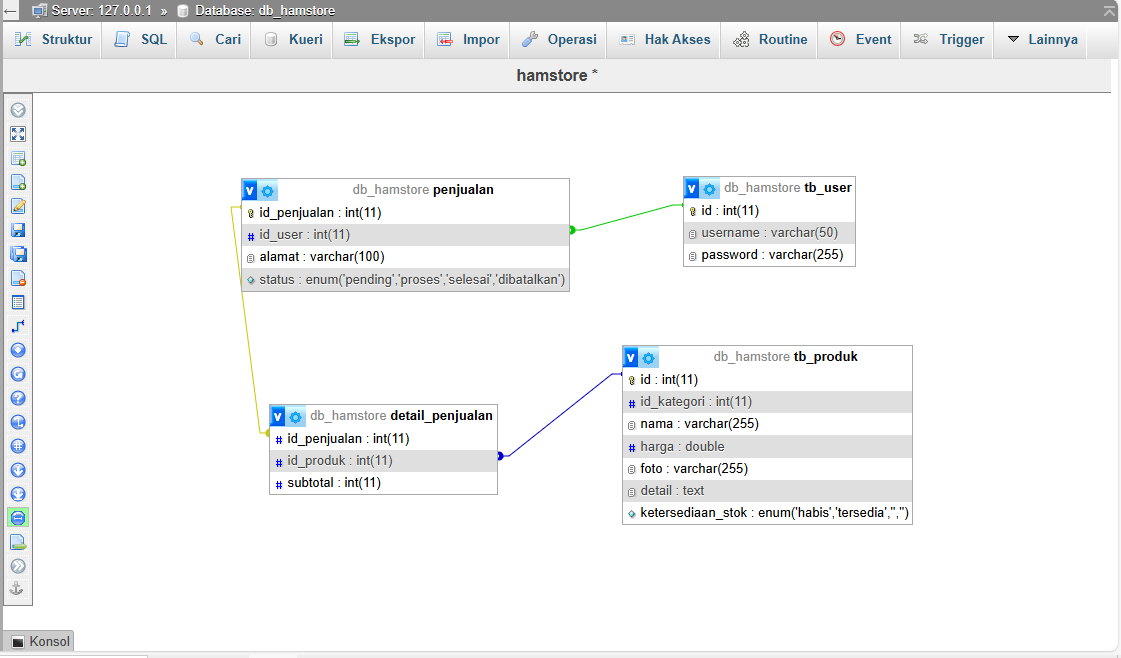 Server: 127.0.0.1 » Database: db_hamstore
Struktur SQL Cari Kueri Ekspor Impor Operasi Hak Akses Routine Event Trigger Lainnya
hamstore *
db_hamstore penjualan
id_penjualan : int(11)
id_user : int(11)
alamat : varchar(100)
status : enum('pending','proses','selesai','dibatalkan')
db_hamstore tb_user
id : int(11)
username : varchar(50)
password : varchar(255)
db_hamstore detail_penjualan
id_penjualan : int(11)
id_produk : int(11)
subtotal : int(11)
db_hamstore tb_produk
id : int(11)
id_kategori : int(11)
nama : varchar(255)
harga : double
foto : varchar(255)
detail : text
ketersediaan_stok : enum('habis','tersedia','','')
Konsol